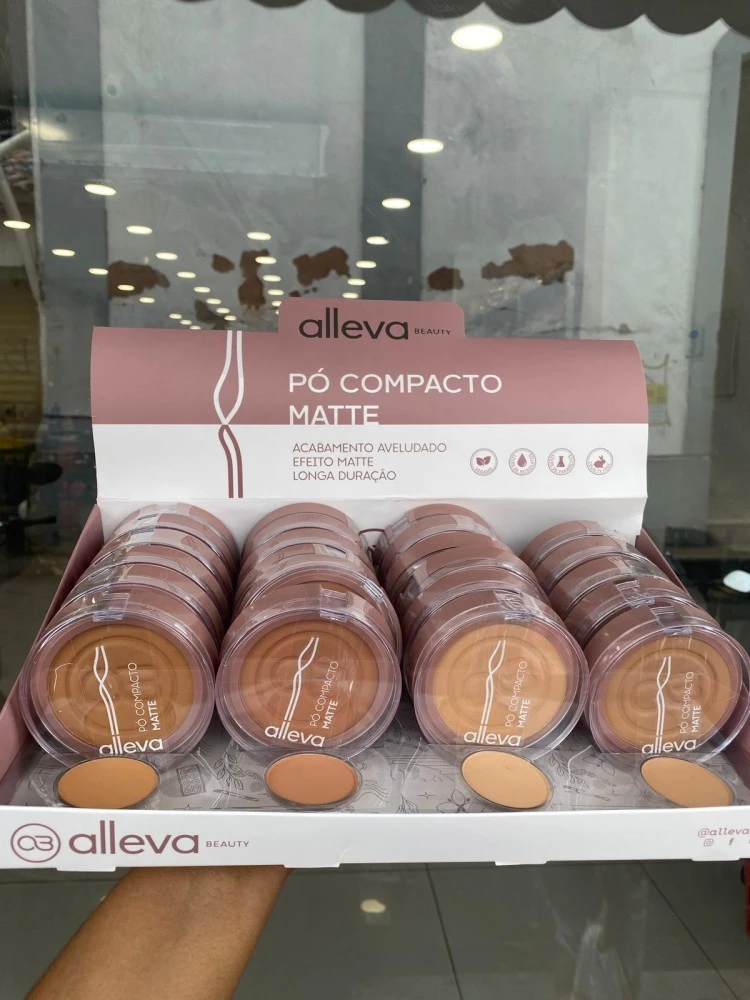 alleva BEAUTY
PÓ COMPACTO
MATTE
ACABAMENTO AVELUDADO
EFEITO MATTE
LONGA DURAÇÃO
PÓ COMPACTO
MATTE
alleva
PÓ COMPACTO
MATTE
alleva
PÓ COMPACTO
MATTE
alleva
PÓ COMPACTO
MATTE
alleva
alleva BEAUTY
@alleva